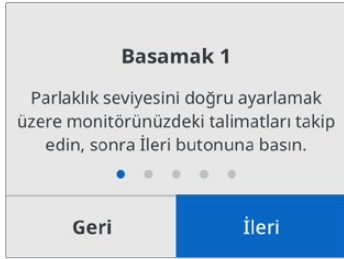 Basamak 1
Parlaklık seviyesini doğru ayarlamak
üzere monitörünüzdeki talimatları takip
edin, sonra İleri butonuna basın.
Geri
İleri